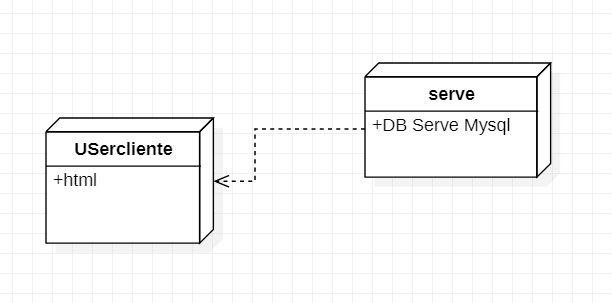 serve
+DB Serve Mysql
USercliente
+html